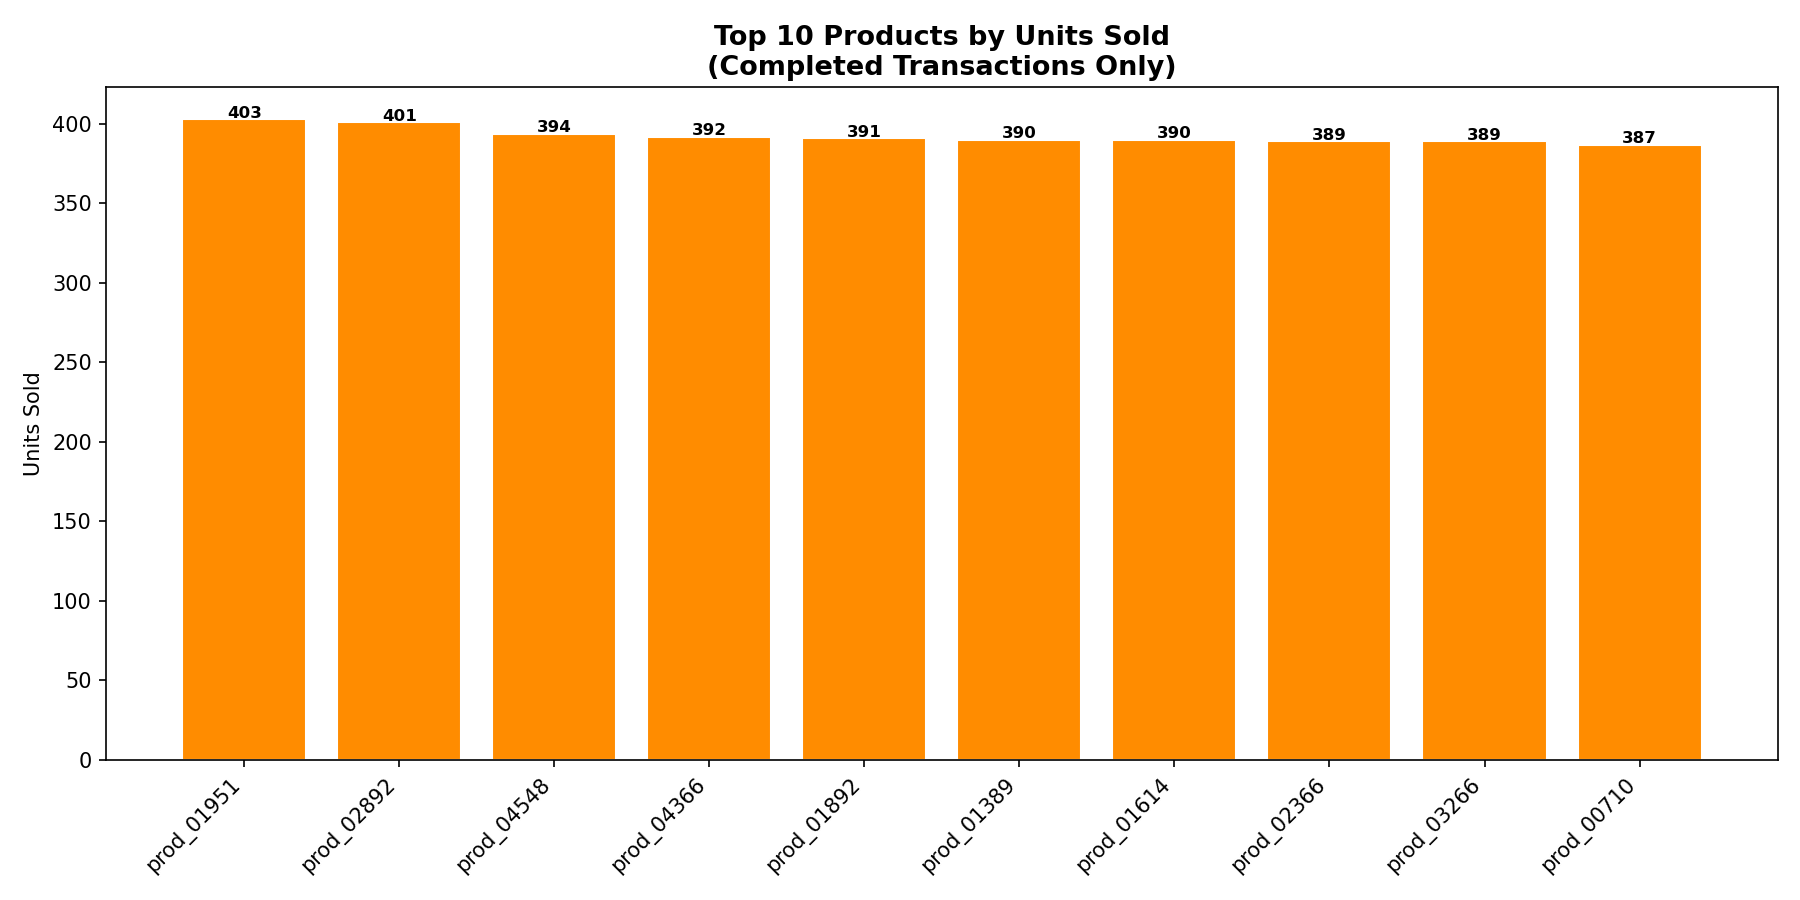 Top 10 Products by Units Sold
(Completed Transactions Only)
Units Sold
400
350
300
250
200
150
100
50
0
403
401
394
392
391
390
390
389
389
387
prod_01951
prod_02892
prod_04548
prod_04366
prod_01892
prod_01389
prod_01614
prod_02366
prod_03266
prod_00710